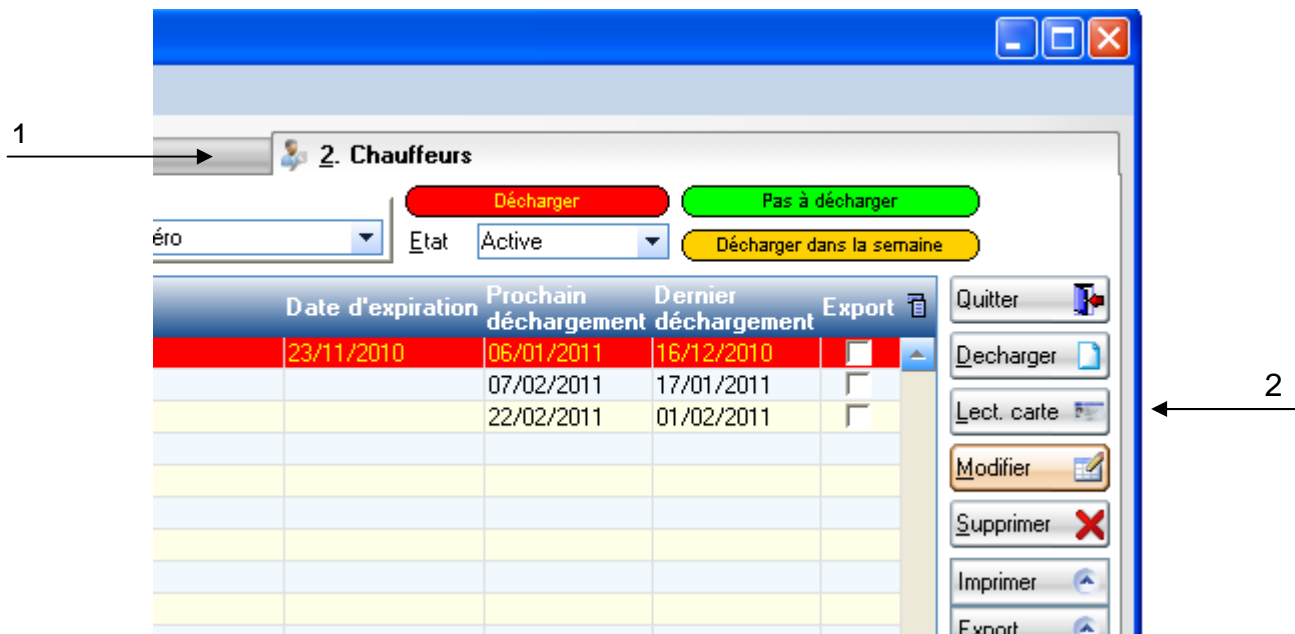 1
2. Chauffeurs
Décharger
Pas à décharger
éro
Etat
Active
Décharger dans la semaine
Date d'expiration
Prochain
déchargement
Dernier
déchargement
Export
23/11/2010 06/01/2011 16/12/2010
07/02/2011 17/01/2011
22/02/2011 01/02/2011
Quitter
Decharger
Lect. carte
2
Modifier
Supprimer
Imprimer
Export